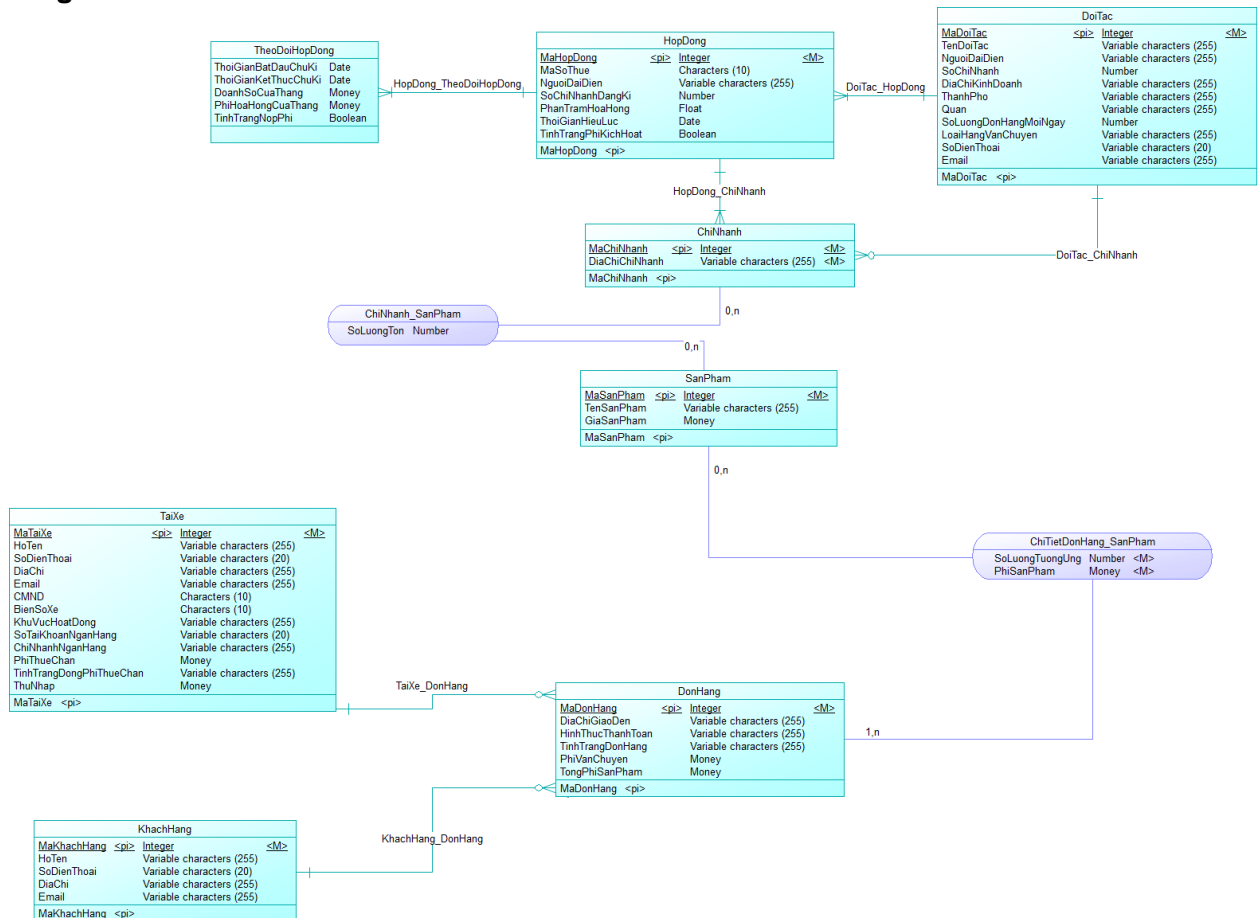 DoiTac
MaDoiTac <pi> Integer <M>
TenDoiTac Variable characters (255)
NguoiDaiDien Variable characters (255)
SoChiNhanh Number
DiaChiKinhDoanh Variable characters (255)
ThanhPho Variable characters (255)
Quan Variable characters (255)
SoLuongDonHangMoiNgay Number
LoaiHangVanChuyen Variable characters (255)
SoDienThoai Variable characters (20)
Email Variable characters (255)
MaDoiTac <pi>
HopDong
MaHopDong <pi> Integer <M>
MaSoThue Characters (10)
NguoiDaiDien Variable characters (255)
SoChiNhanhDangKi Number
PhanTramHoaHong Float
ThoiGianHieuLuc Date
TinhTrangPhiKichHoat Boolean
MaHopDong <pi>
TheoDoiHopDong
ThoiGianBatDauChuKi Date
ThoiGianKetThucChuKi Date
DoanhSoCuaThang Money
PhiHoaHongCuaThang Money
TinhTrangNopPhi Boolean
HopDong_TheoDoiHopDong
DoiTac_HopDong
HopDong_ChiNhanh
ChiNhanh
MaChiNhanh <pi> Integer <M>
DiaChiChiNhanh Variable characters (255) <M>
MaChiNhanh <pi>
DoiTac_ChiNhanh
ChiNhanh_SanPham
SoLuongTon Number
0,n
0,n
SanPham
MaSanPham <pi> Integer <M>
TenSanPham Variable characters (255)
GiaSanPham Money
MaSanPham <pi>
0,n
TaiXe
MaTaiXe <pi> Integer <M>
HoTen Variable characters (255)
SoDienThoai Variable characters (20)
DiaChi Variable characters (255)
Email Variable characters (255)
CMND Characters (10)
BienSoXe Characters (10)
KhuVucHoatDong Variable characters (255)
SoTaiKhoanNganHang Variable characters (20)
ChiNhanhNganHang Variable characters (255)
PhiThueChan Money
TinhTrangDongPhiThueChan Variable characters (255)
ThuNhap Money
MaTaiXe <pi>
ChiTietDonHang_SanPham
SoLuongTuongUng Number <M>
PhiSanPham Money <M>
TaiXe_DonHang
DonHang
MaDonHang <pi> Integer <M>
DiaChiGiaoDen Variable characters (255)
HinhThucThanhToan Variable characters (255)
TinhTrangDonHang Variable characters (255)
PhiVanChuyen Money
TongPhiSanPham Money
MaDonHang <pi>
1,n
KhachHang_DonHang
KhachHang
MaKhachHang <pi> Integer <M>
HoTen Variable characters (255)
SoDienThoai Variable characters (20)
DiaChi Variable characters (255)
Email Variable characters (255)
MaKhachHang <pi>